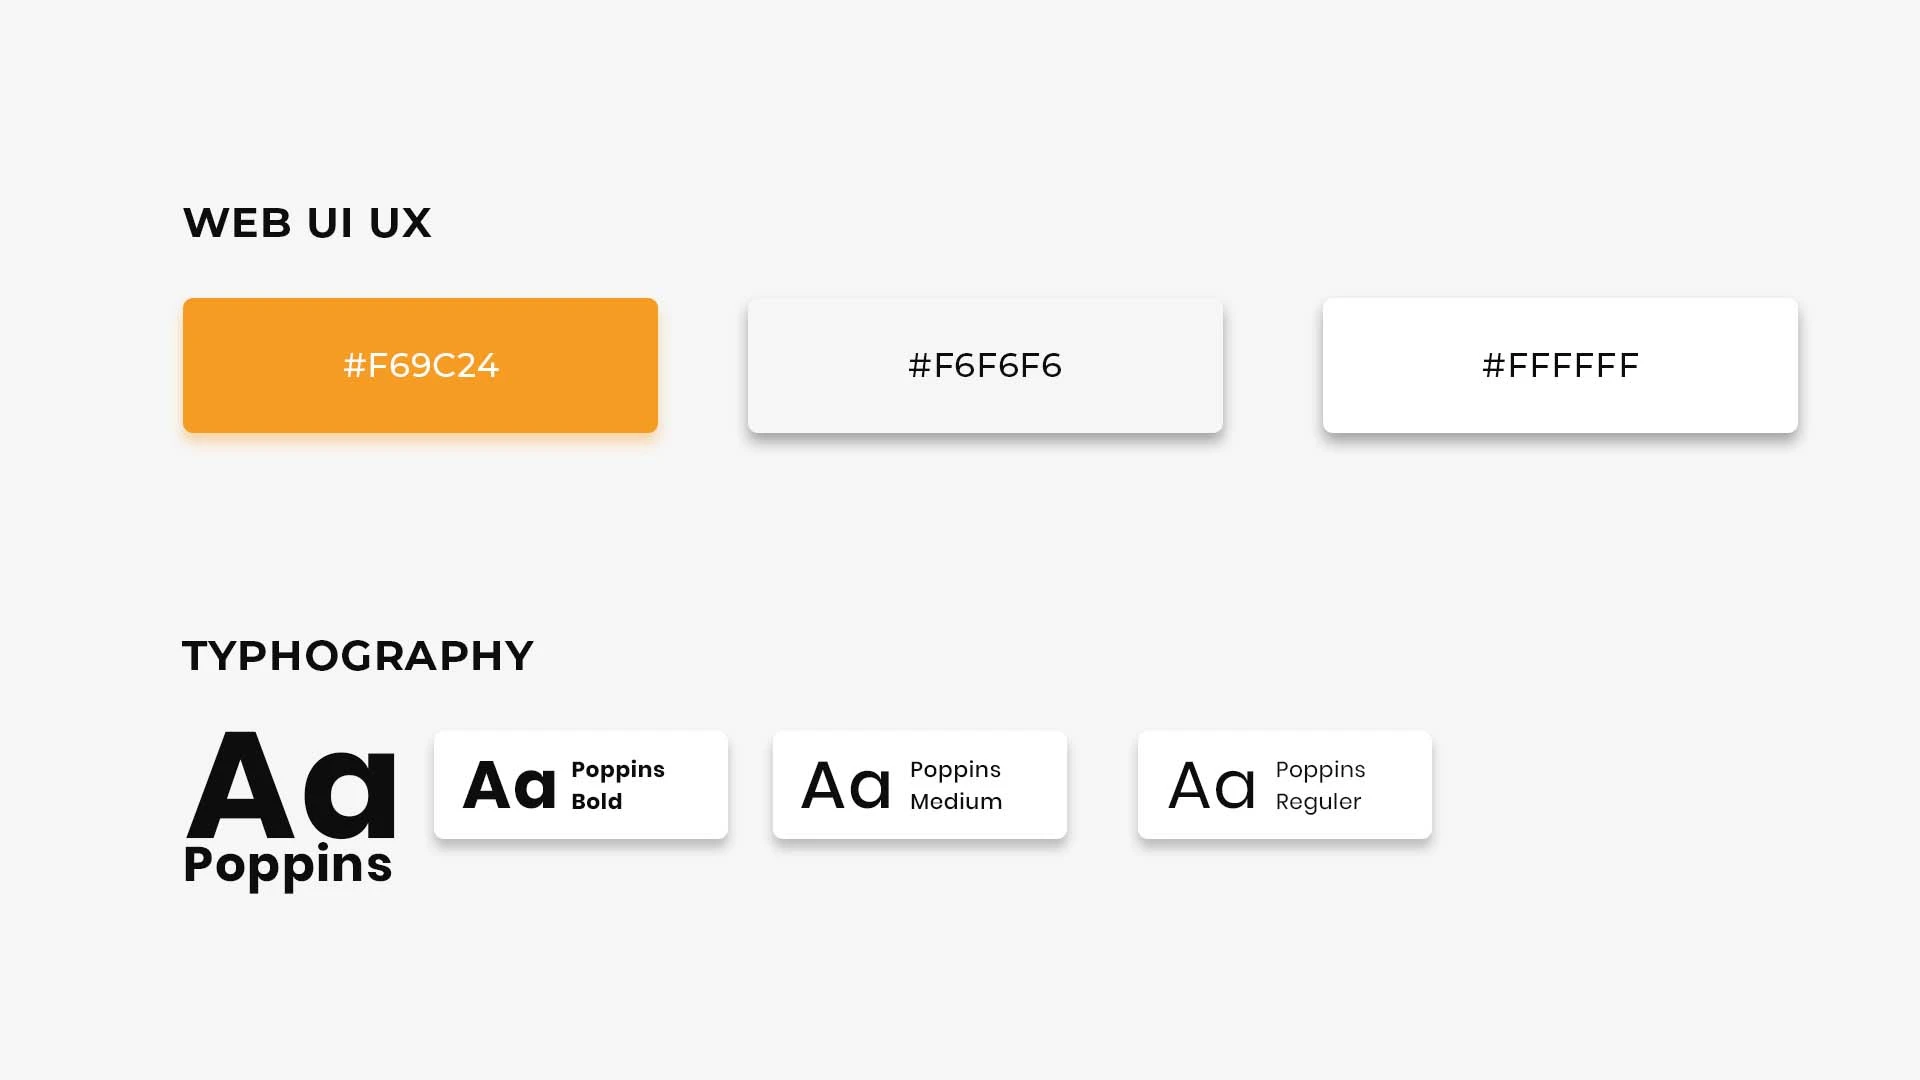 WEB UI UX
#F69C24
#F6F6F6
#FFFFFF
TYPHOGRAPHY
Aa
Poppins
Aa
Poppins
Bold
Aa
Poppins
Medium
Aa
Poppins
Reguler